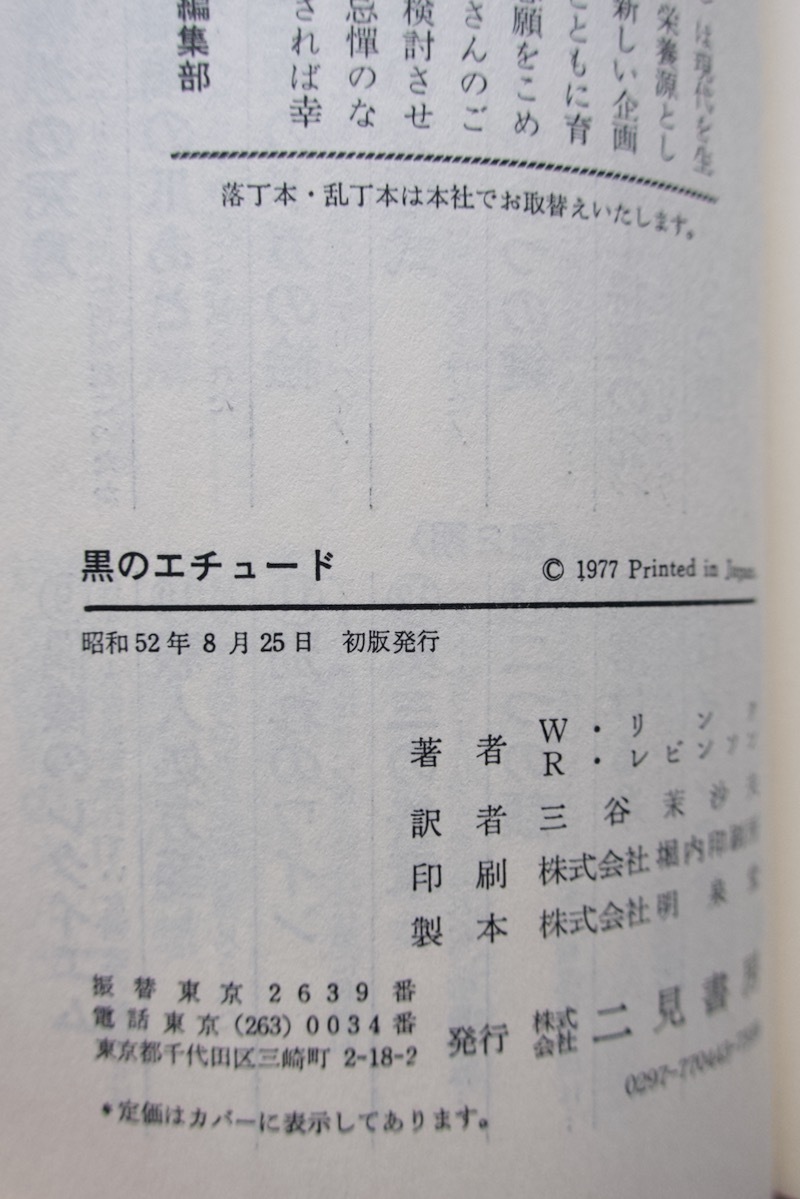 は現代を生
栄養源とし
新しい企画
こともに育
願をこめ
さんのご
検討させ
忌憚のな
されば幸
編集部
落丁本・乱丁本は本社でお取替えいたします。
黒のエチュード
© 1977 Printed in Japan.
昭和52年8月25日 初版発行
著者 W・リン
R・レビンソ
訳者 三谷茉沙
印刷 株式会社堀内印刷所
製本 株式会社明泉堂
振替東京2639番
電話東京(263)0034番
東京都千代田区三崎町 2-18-2
発行 株式会社 二見書房
0297-770443-
*定価はカバーに表示してあります。